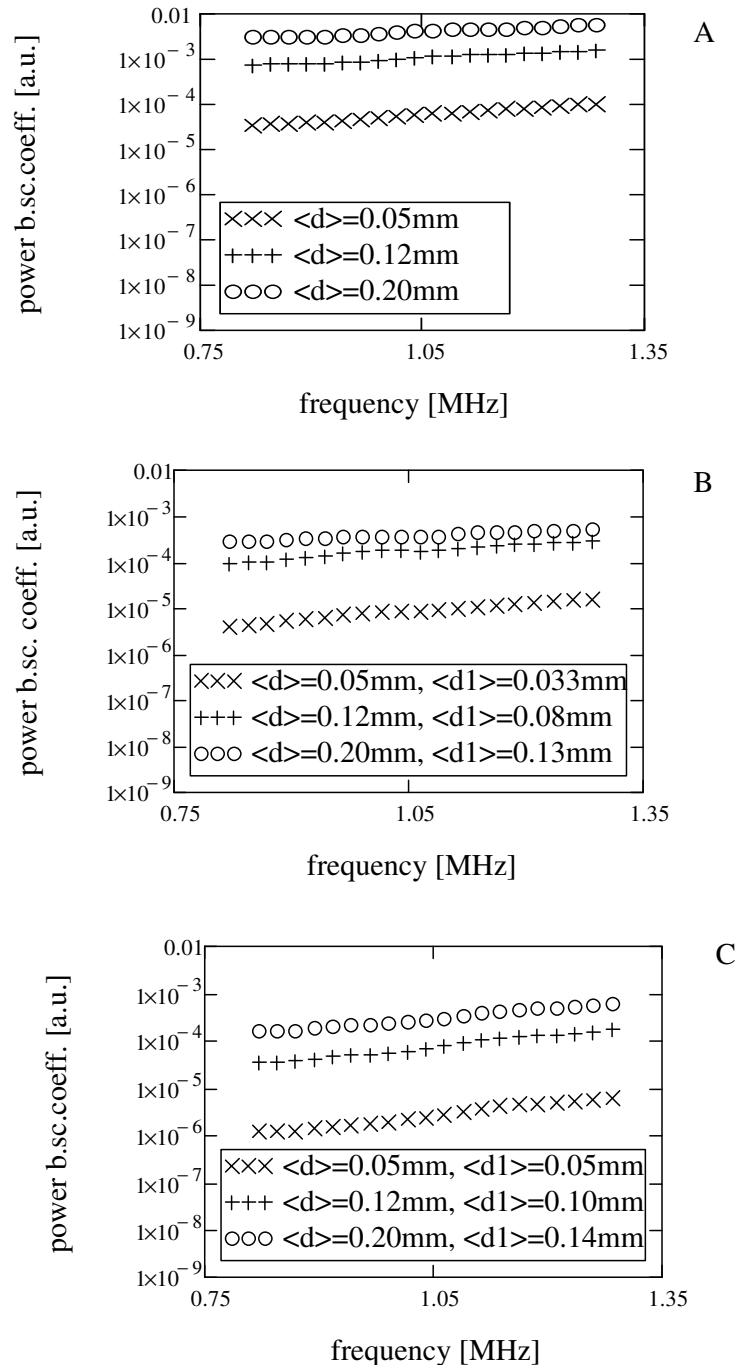 A
power b.sc.coeff. [a.u.]
0.01
1×10⁻³
1×10⁻⁴
1×10⁻⁵
1×10⁻⁶
1×10⁻⁷
1×10⁻⁸
1×10⁻⁹
<d>=0.05mm
<d>=0.12mm
<d>=0.20mm
0.75 1.05 1.35
frequency [MHz]
B
power b.sc. coeff. [a.u.]
0.01
1×10⁻³
1×10⁻⁴
1×10⁻⁵
1×10⁻⁶
1×10⁻⁷
1×10⁻⁸
1×10⁻⁹
<d>=0.05mm, <d1>=0.033mm
<d>=0.12mm, <d1>=0.08mm
<d>=0.20mm, <d1>=0.13mm
0.75 1.05 1.35
frequency [MHz]
C
power b.sc.coeff. [a.u.]
0.01
1×10⁻³
1×10⁻⁴
1×10⁻⁵
1×10⁻⁶
1×10⁻⁷
1×10⁻⁸
1×10⁻⁹
<d>=0.05mm, <d1>=0.05mm
<d>=0.12mm, <d1>=0.10mm
<d>=0.20mm, <d1>=0.14mm
0.75 1.05 1.35
frequency [MHz]